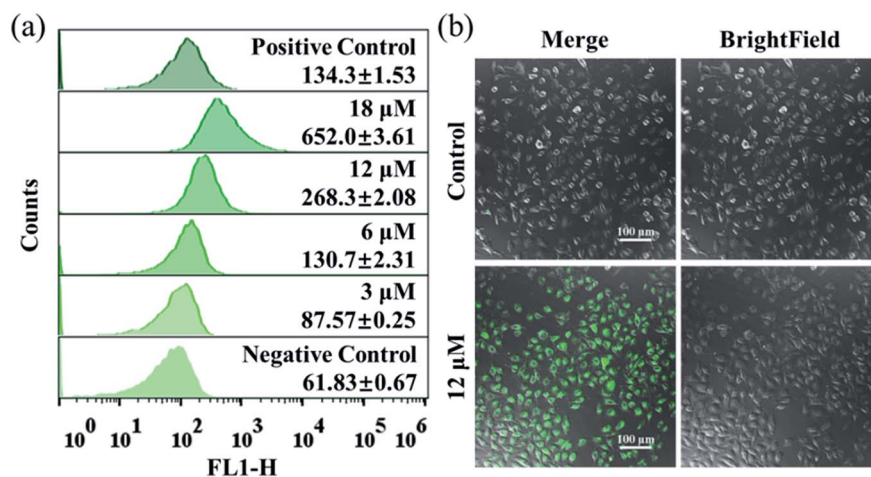 (a)
Positive Control
134.3±1.53
18 μM
652.0±3.61
12 μM
268.3±2.08
6 μM
130.7±2.31
3 μM
87.57±0.25
Negative Control
61.83±0.67
Counts
10^0 10^1 10^2 10^3 10^4 10^5 10^6
FL1-H
(b)
Merge BrightField
Control
100 μm
12 μM
100 μm